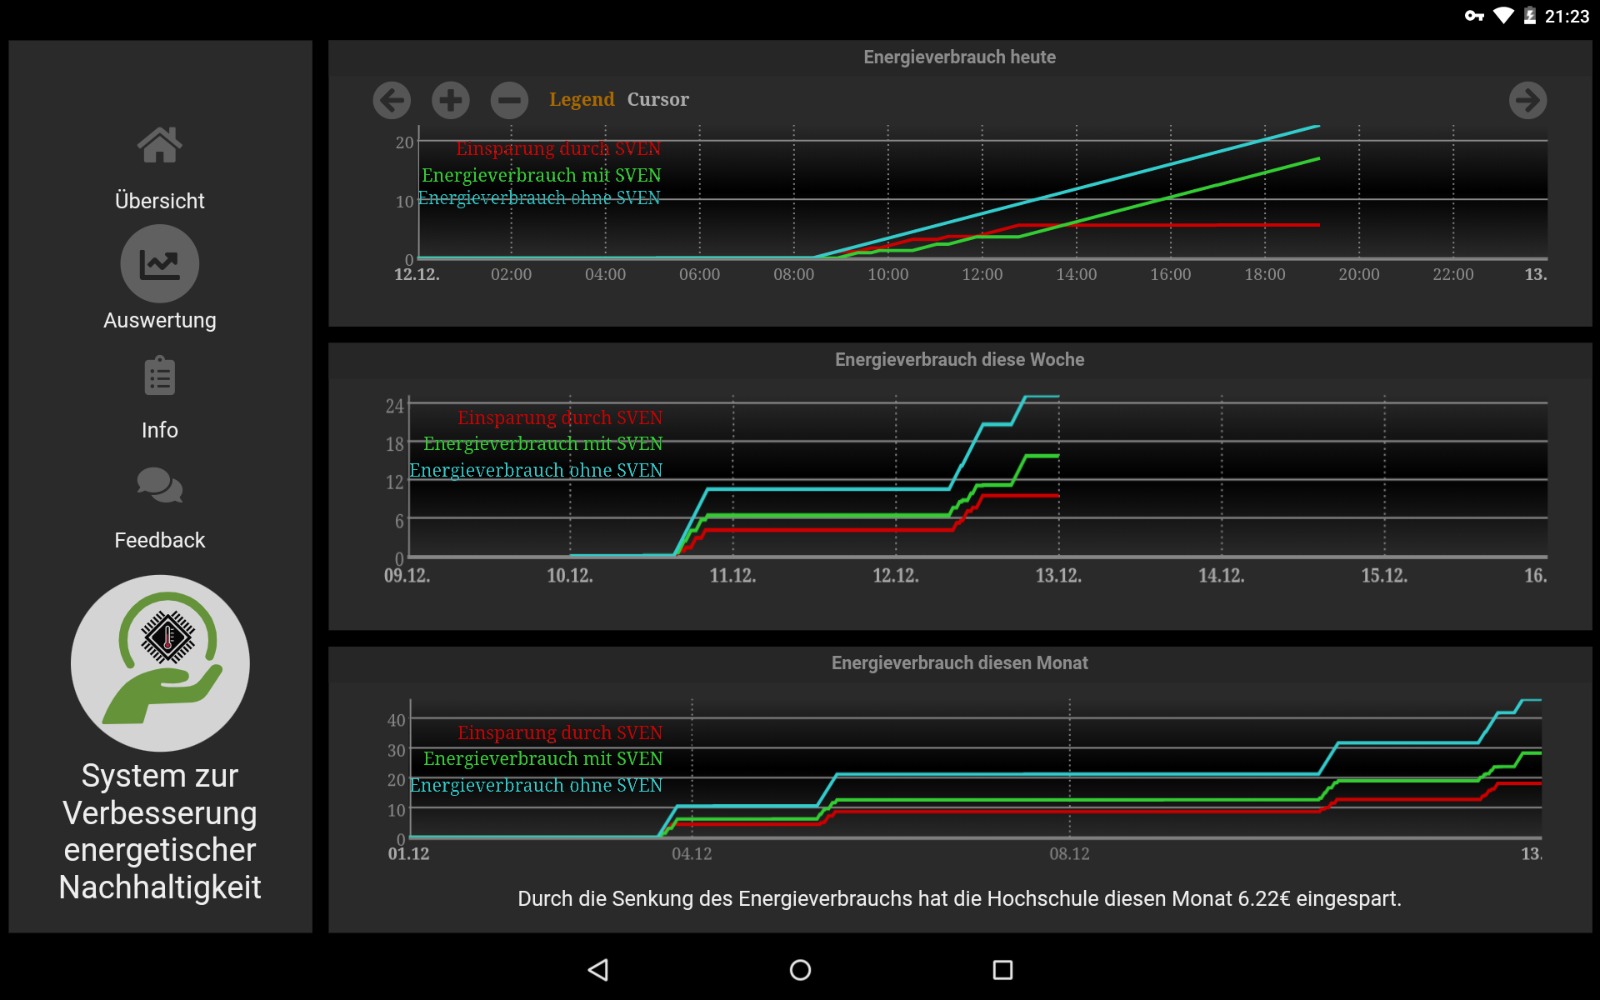 21:23
Übersicht
Auswertung
Info
Feedback
System zur
Verbesserung
energetischer
Nachhaltigkeit
Energieverbrauch heute
Legend Cursor
Einsparung durch SVEN
Energieverbrauch mit SVEN
Energieverbrauch ohne SVEN
20
10
0
12.12. 02:00 04:00 06:00 08:00 10:00 12:00 14:00 16:00 18:00 20:00 22:00 13.
Energieverbrauch diese Woche
Einsparung durch SVEN
Energieverbrauch mit SVEN
Energieverbrauch ohne SVEN
24
18
12
6
0
09.12. 10.12. 11.12. 12.12. 13.12. 14.12. 15.12. 16.
Energieverbrauch diesen Monat
Einsparung durch SVEN
Energieverbrauch mit SVEN
Energieverbrauch ohne SVEN
40
30
20
10
0
01.12 04.12 08.12 13.
Durch die Senkung des Energieverbrauchs hat die Hochschule diesen Monat 6.22€ eingespart.